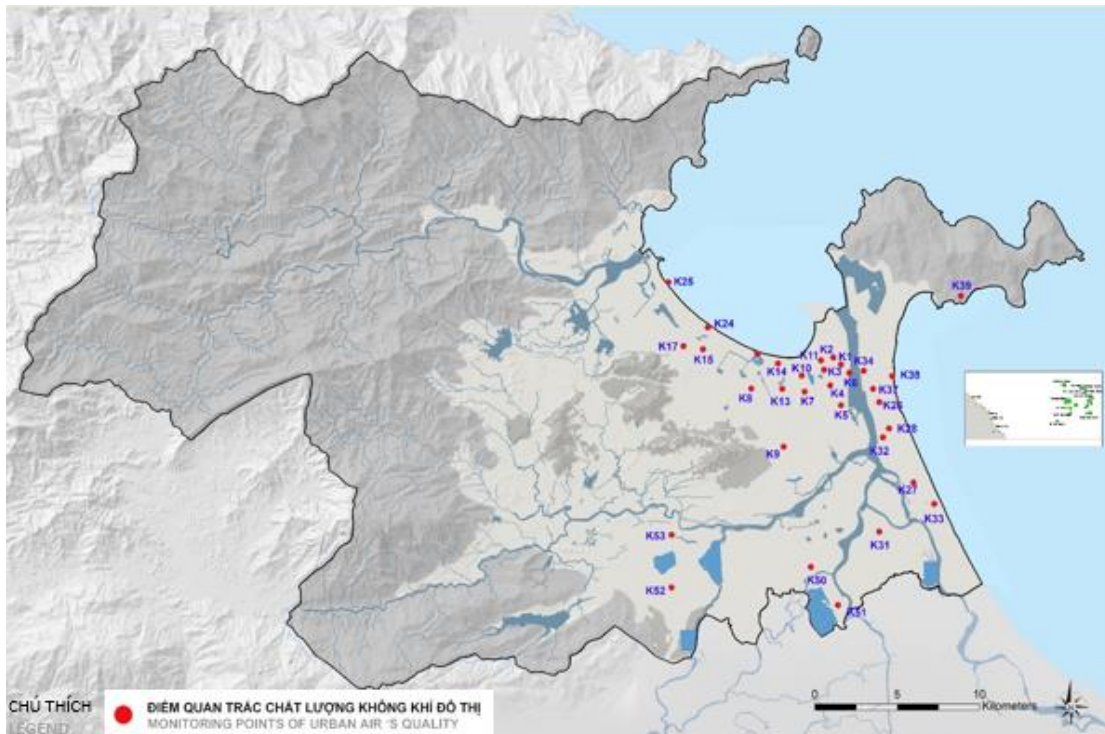 K25
K39
K24
K17
K15
K2
K11
K1
K34
K14
K3
K10
K6
K38
K8
K13
K7
K4
K37
K5
K28
K32
K9
K27
K33
K53
K31
K50
K52
K51
CHÚ THÍCH
LEGEND
ĐIỂM QUAN TRẮC CHẤT LƯỢNG KHÔNG KHÍ ĐÔ THỊ
MONITORING POINTS OF URBAN AIR 'S QUALITY
0 5 10
Kilometers